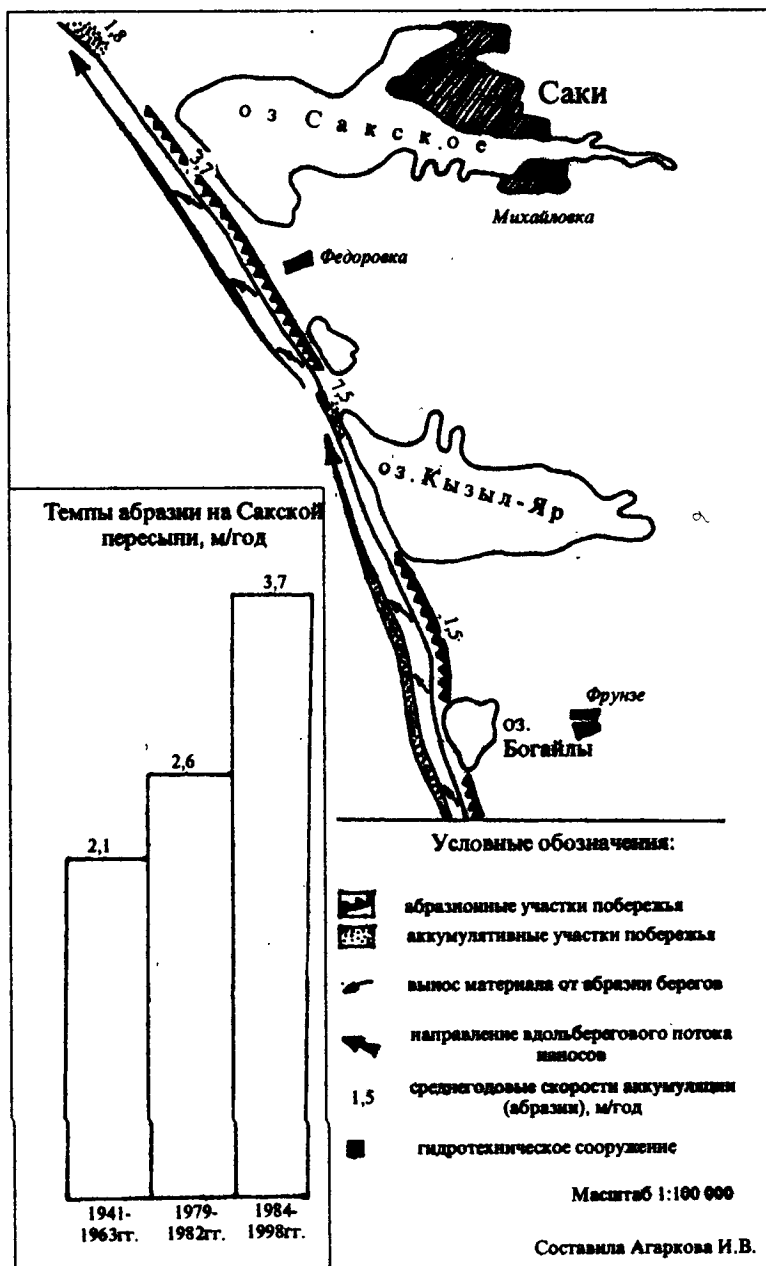 1,8
Саки
оз Сакское
3,7
Михайловка
Федоровка
1,5
оз.Кызыл-Яр
1,5
Фрунзе
оз.
Богайлы
Темпы абразии на Сакской
пересыпи, м/год
3,7
2,6
2,1
1941-
1963гг.
1979-
1982гг.
1984-
1998гг.
Условные обозначения:
абразионные участки побережья
аккумулятивные участки побережья
вынос материала от абразии берегов
направление вдольберегового потока
наносов
1,5
среднегодовые скорости аккумуляции
(абразии), м/год
гидротехническое сооружение
Масштаб 1:100 000
Составила Агаркова И.В.